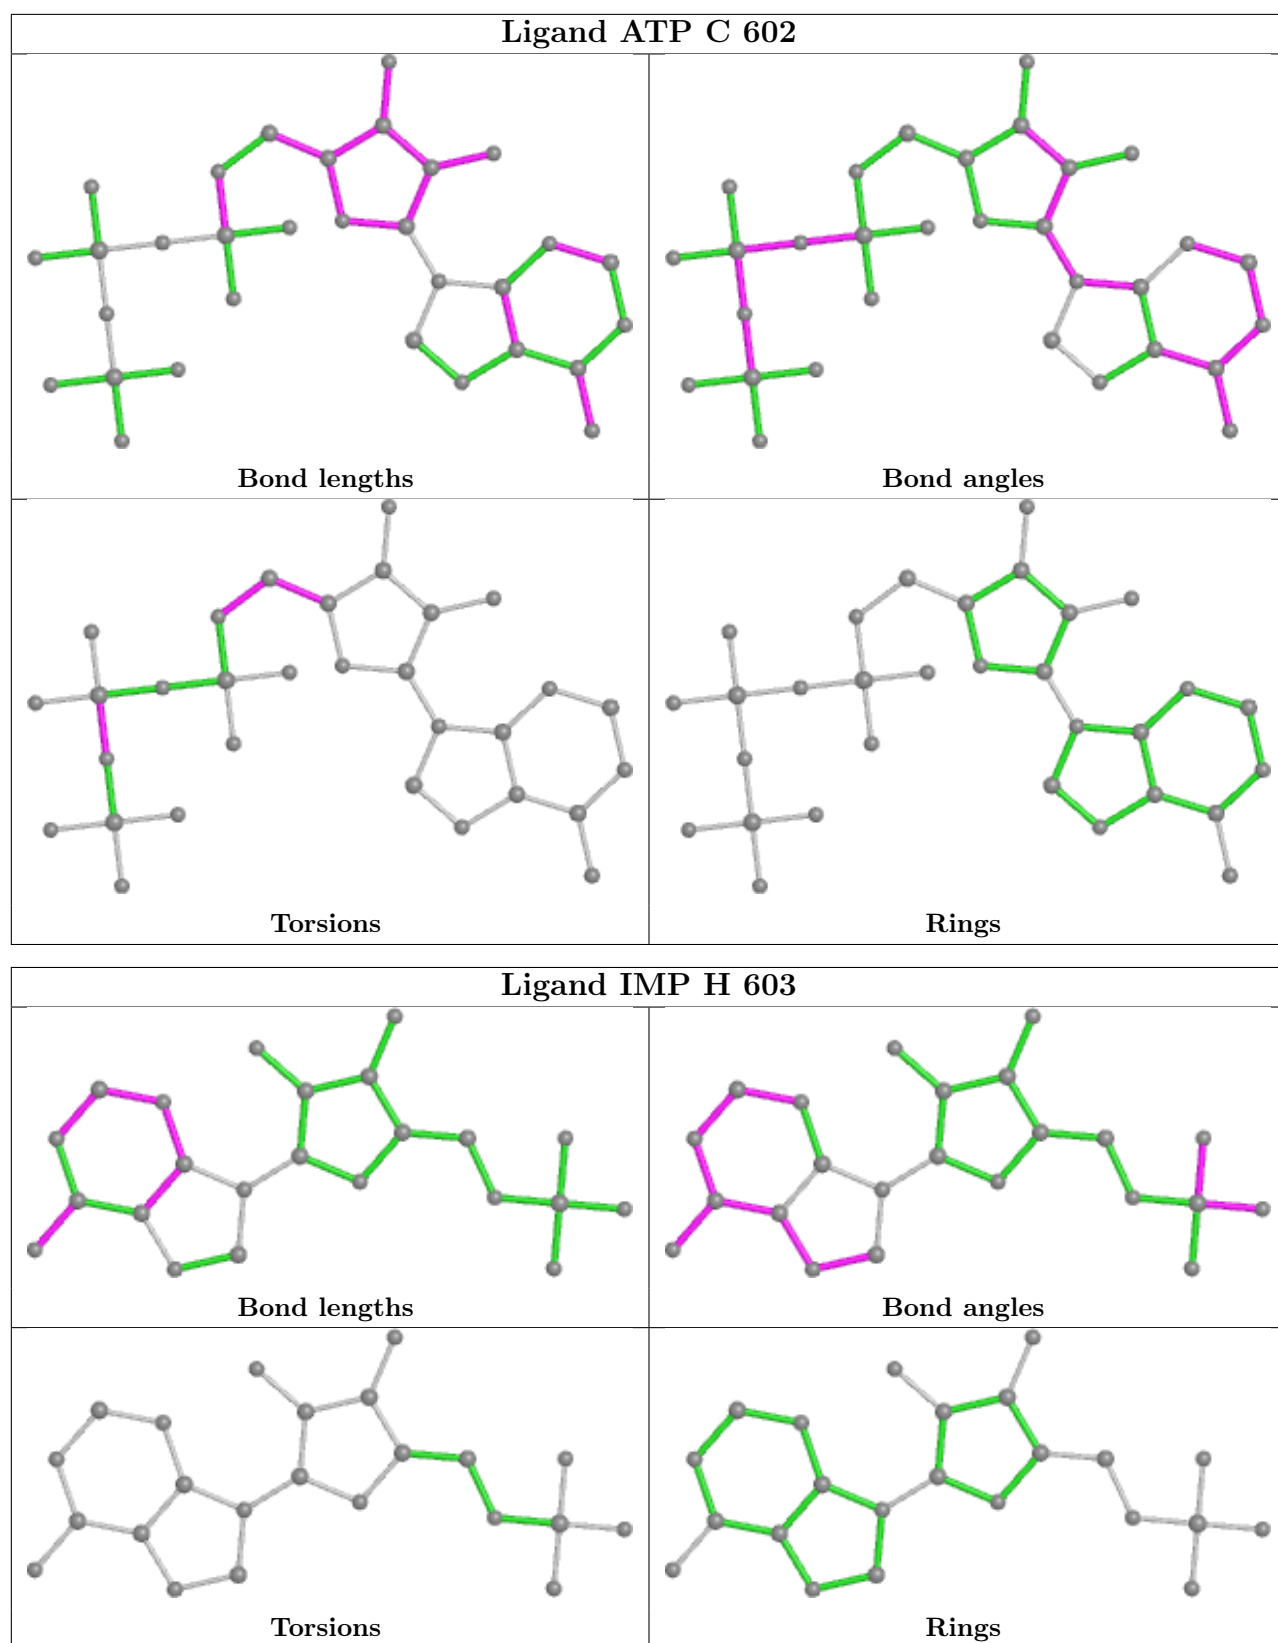 Ligand ATP C 602
Bond lengths
Bond angles
Torsions
Rings
Ligand IMP H 603
Bond lengths
Bond angles
Torsions
Rings